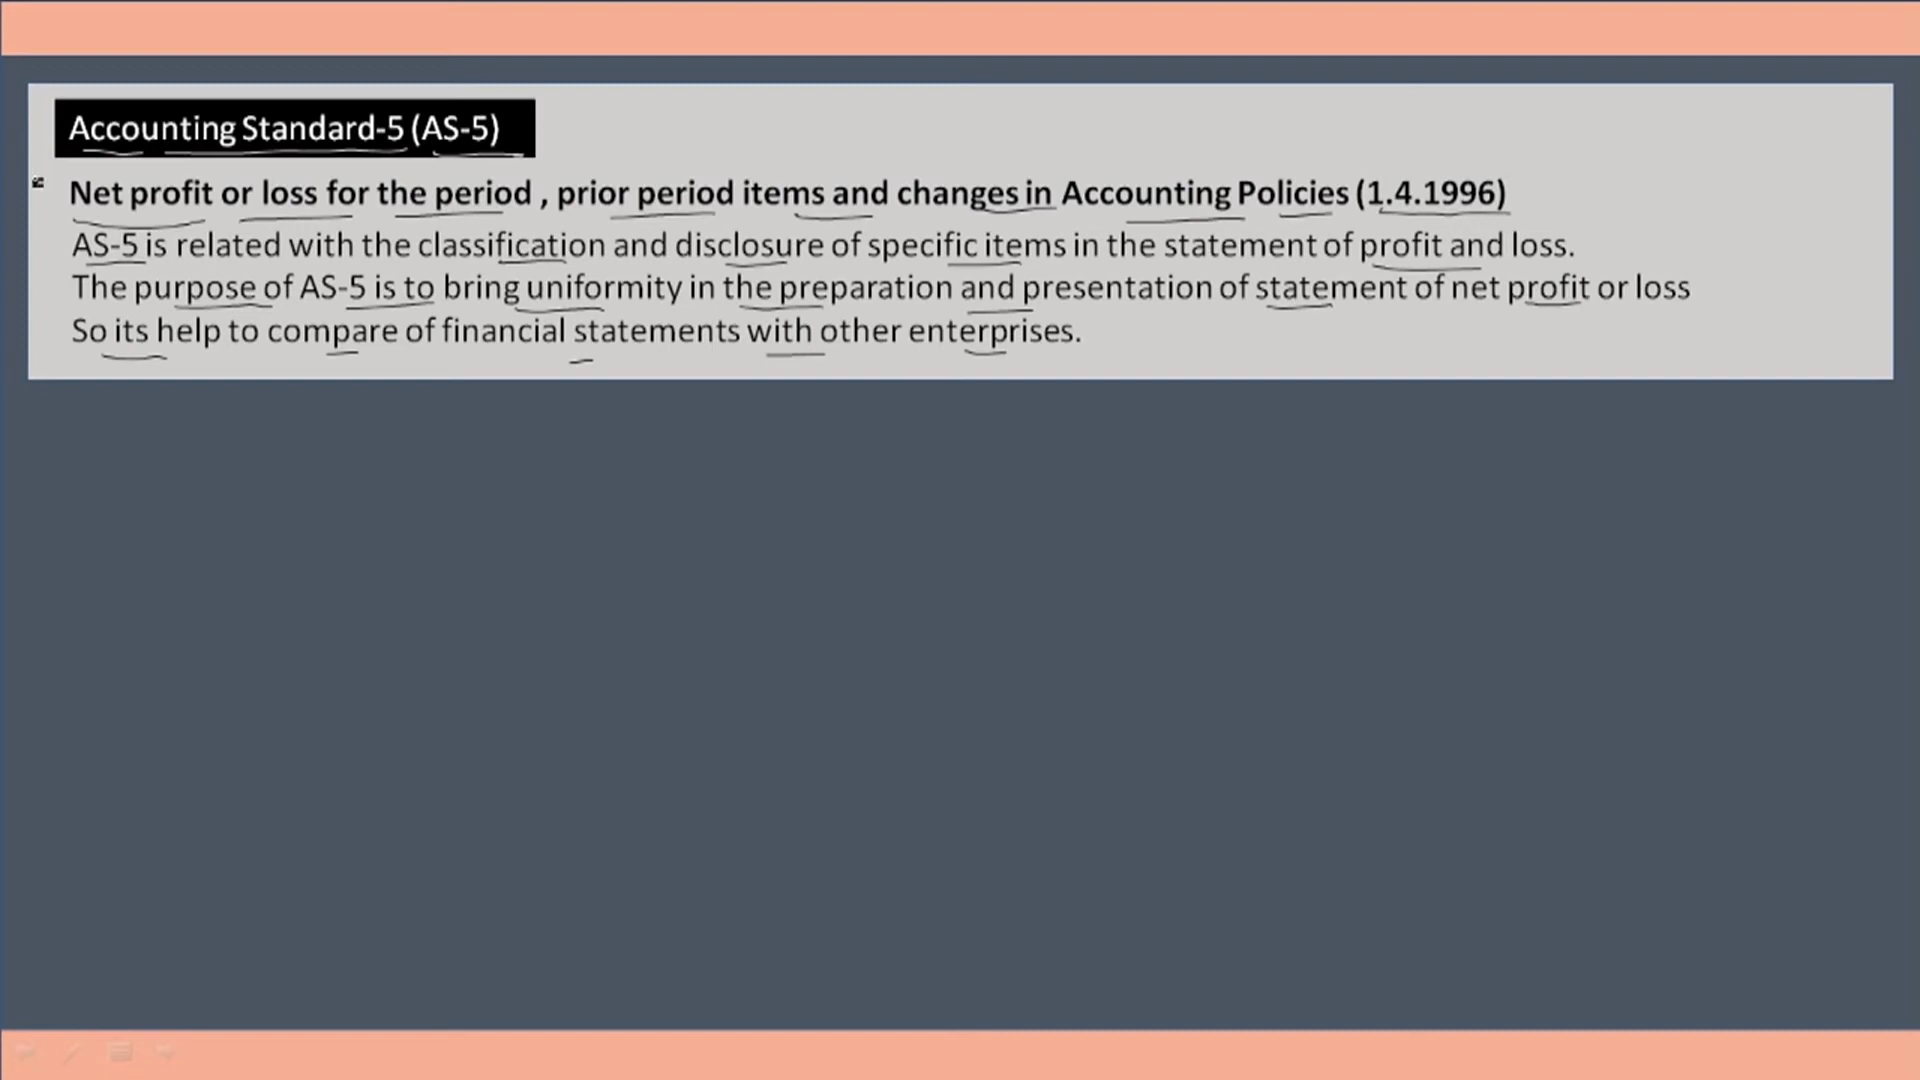 Accounting Standard-5 (AS-5)
Net profit or loss for the period , prior period items and changes in Accounting Policies (1.4.1996)
AS-5 is related with the classification and disclosure of specific items in the statement of profit and loss.
The purpose of AS-5 is to bring uniformity in the preparation and presentation of statement of net profit or loss
So its help to compare of financial statements with other enterprises.